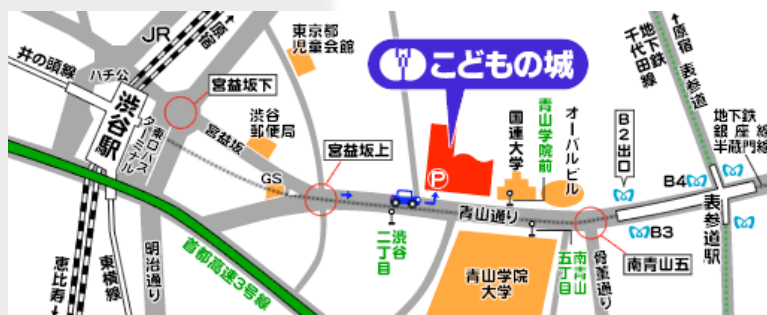 ↑原宿
JR
井の頭線
ハチ公
渋谷駅
東口バス
ターミナル
宮益坂下
宮益坂
東京都
児童会館
渋谷
郵便局
GS
宮益坂上
こどもの城
P
国連大学
青山学院前
オーバルビル
B2出口
地下鉄
千代田線
↑原宿 表参道
地下鉄
銀座線
半蔵門線
B4
B3
表参道駅
青山通り
渋谷
二丁目
青山学院
大学
南青山
五丁目
骨董通り
南青山五
首都高速3号線
明治通り
東横線
恵比寿↓